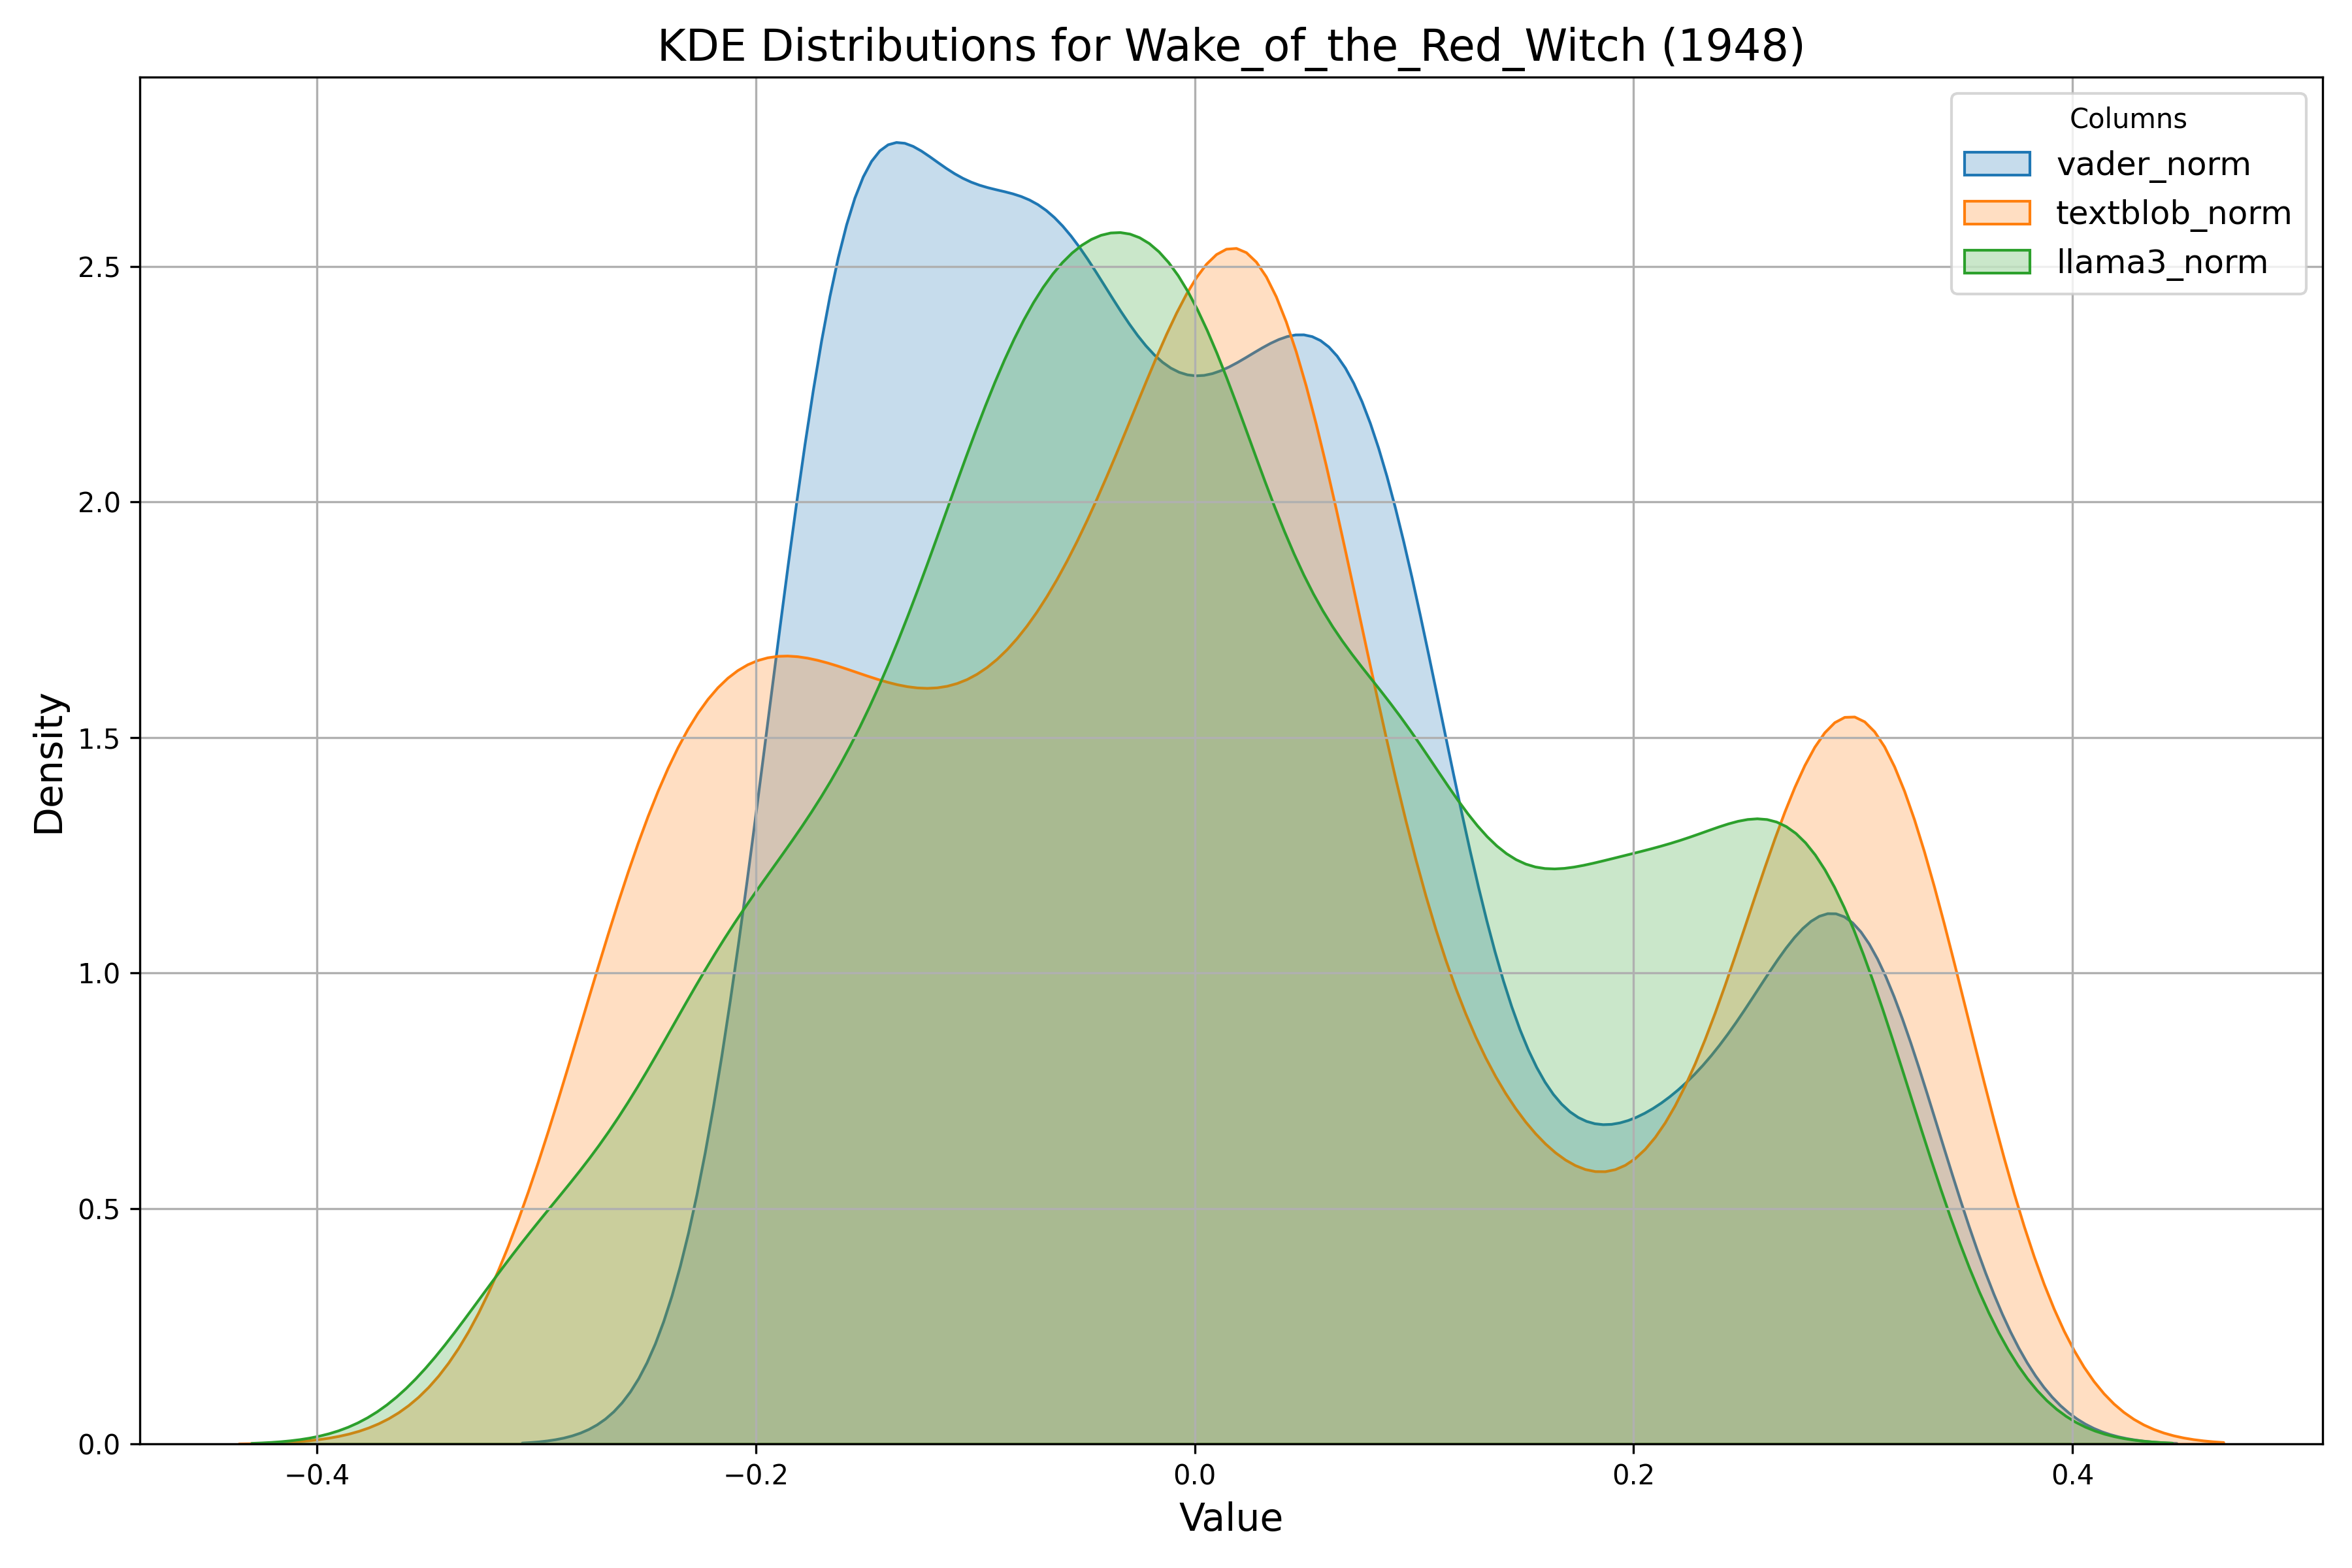 KDE Distributions for Wake_of_the_Red_Witch (1948)
Columns
vader_norm
textblob_norm
llama3_norm
Density
2.5
2.0
1.5
1.0
0.5
0.0
−0.4
−0.2
0.0
0.2
0.4
Value